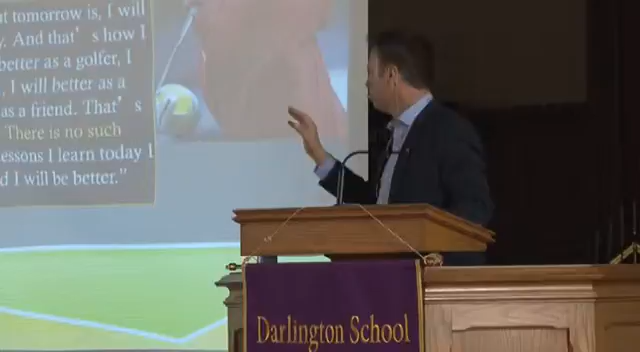 t tomorrow is, I will
y. And that's how I
better as a golfer, I
, I will better as a
as a friend. That's
There is no such
essons I learn today I
d I will be better."
Darlington School